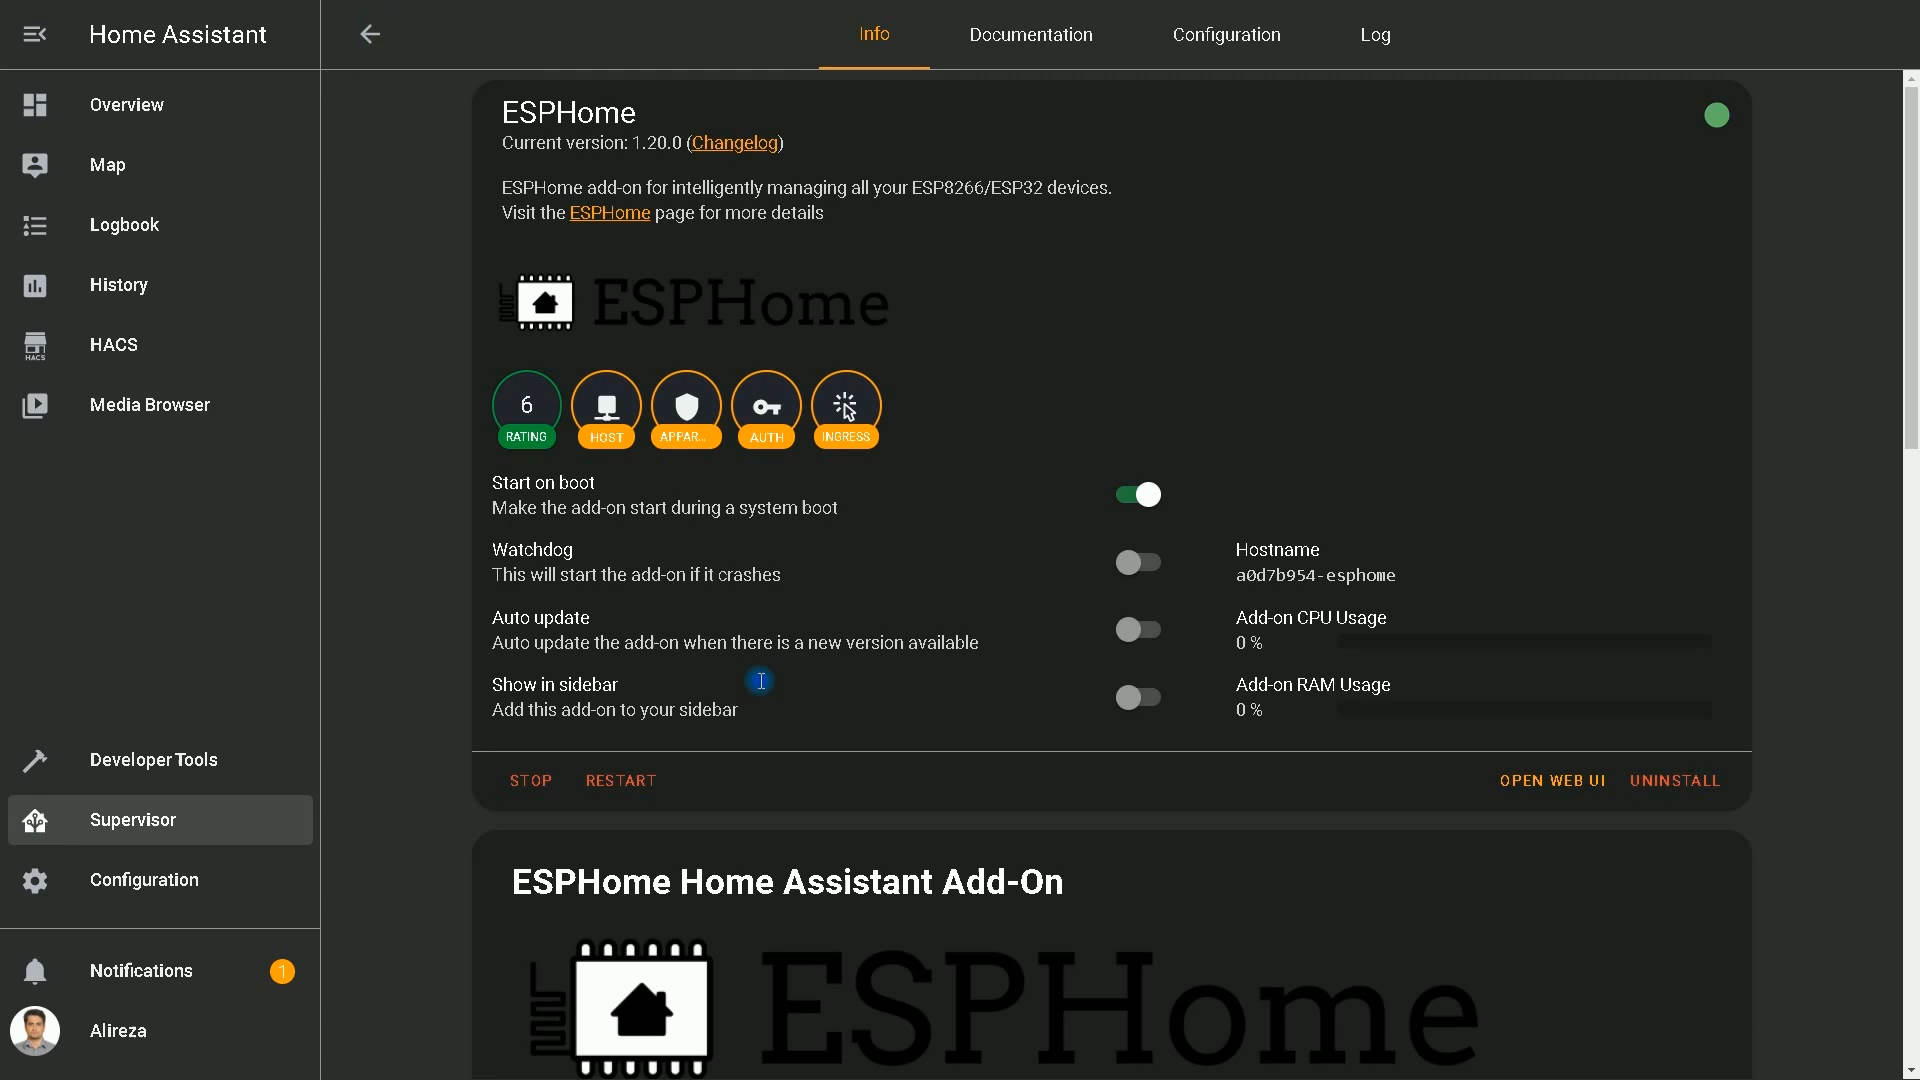 Home Assistant
Info
Documentation
Configuration
Log
Overview
Map
Logbook
History
HACS
HACS
Media Browser
Developer Tools
Supervisor
Configuration
Notifications
1
Alireza
ESPHome
Current version: 1.20.0 (Changelog)
ESPHome add-on for intelligently managing all your ESP8266/ESP32 devices.
Visit the ESPHome page for more details
ESPHome
6
RATING
HOST
APPAR...
AUTH
INGRESS
Start on boot
Make the add-on start during a system boot
Watchdog
This will start the add-on if it crashes
Hostname
a0d7b954-esphome
Auto update
Auto update the add-on when there is a new version available
Add-on CPU Usage
0 %
Show in sidebar
Add this add-on to your sidebar
Add-on RAM Usage
0 %
STOP
RESTART
OPEN WEB UI
UNINSTALL
ESPHome Home Assistant Add-On
ESPHome